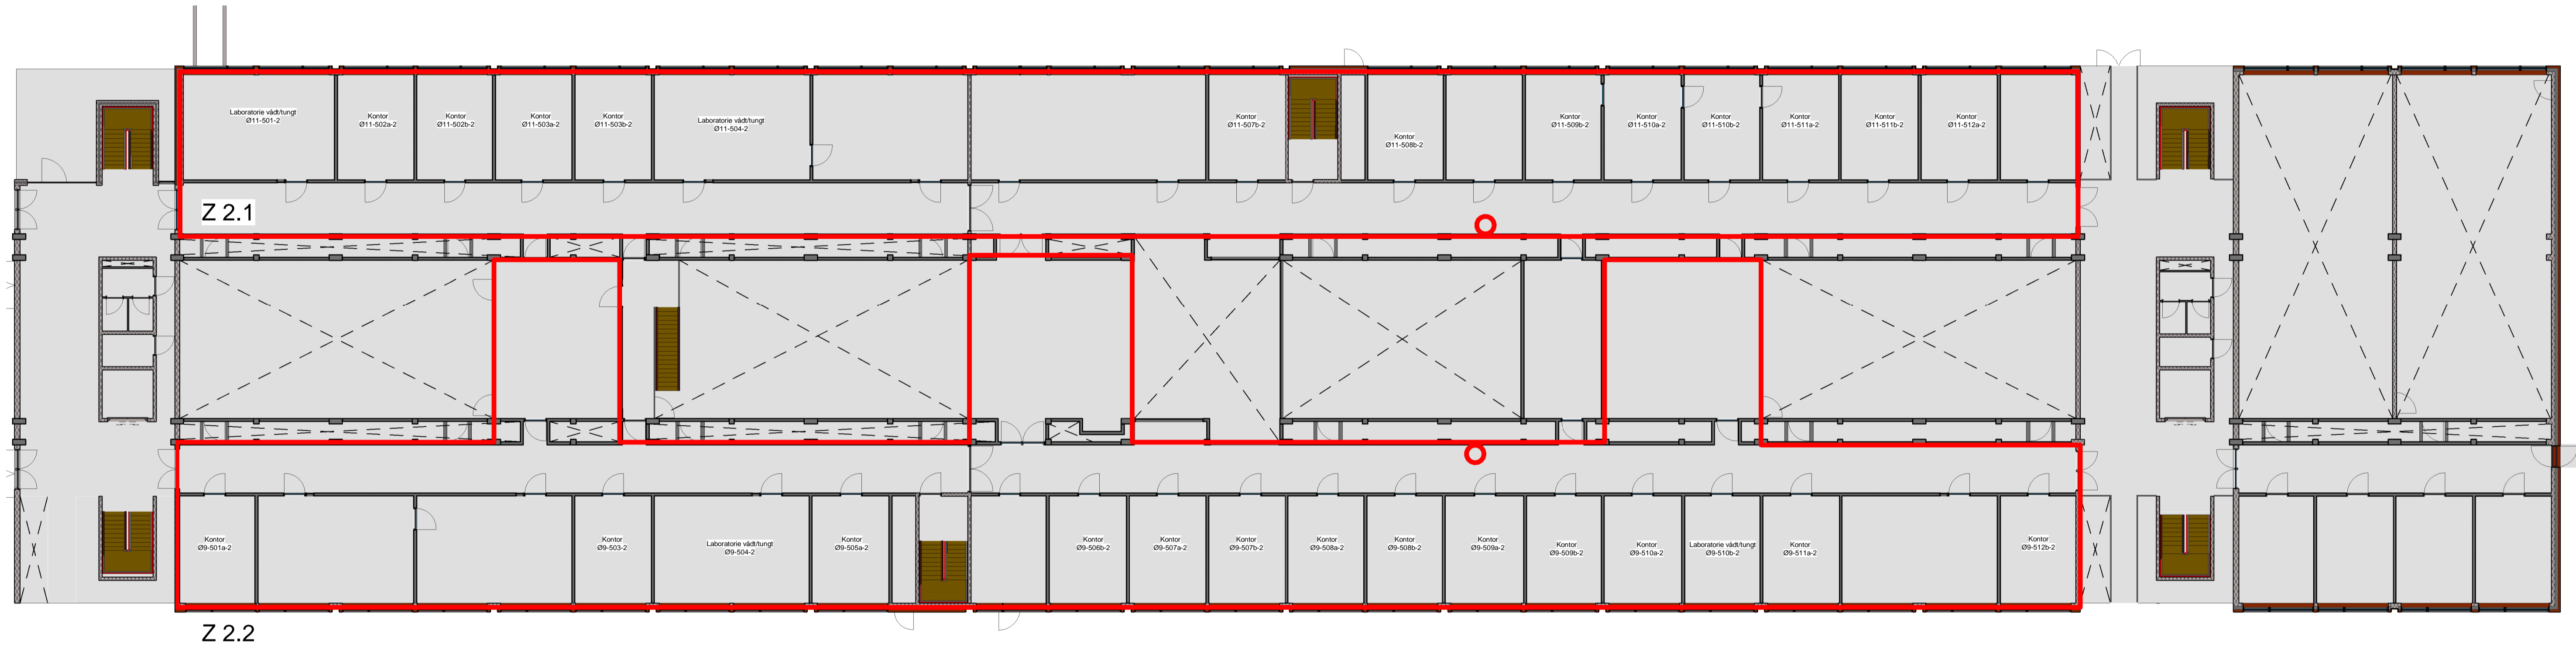 Laboratorie vådt/tungt
Ø11-501-2
Kontor
Ø11-502a-2
Kontor
Ø11-502b-2
Kontor
Ø11-503a-2
Kontor
Ø11-503b-2
Laboratorie vådt/tungt
Ø11-504-2
Kontor
Ø11-507b-2
Kontor
Ø11-508b-2
Kontor
Ø11-509b-2
Kontor
Ø11-510a-2
Kontor
Ø11-510b-2
Kontor
Ø11-511a-2
Kontor
Ø11-511b-2
Kontor
Ø11-512a-2
Z 2.1
Kontor
Ø9-501a-2
Kontor
Ø9-503-2
Laboratorie vådt/tungt
Ø9-504-2
Kontor
Ø9-505a-2
Kontor
Ø9-506b-2
Kontor
Ø9-507a-2
Kontor
Ø9-507b-2
Kontor
Ø9-508a-2
Kontor
Ø9-508b-2
Kontor
Ø9-509a-2
Kontor
Ø9-509b-2
Kontor
Ø9-510a-2
Laboratorie vådt/tungt
Ø9-510b-2
Kontor
Ø9-511a-2
Kontor
Ø9-512b-2
Z 2.2